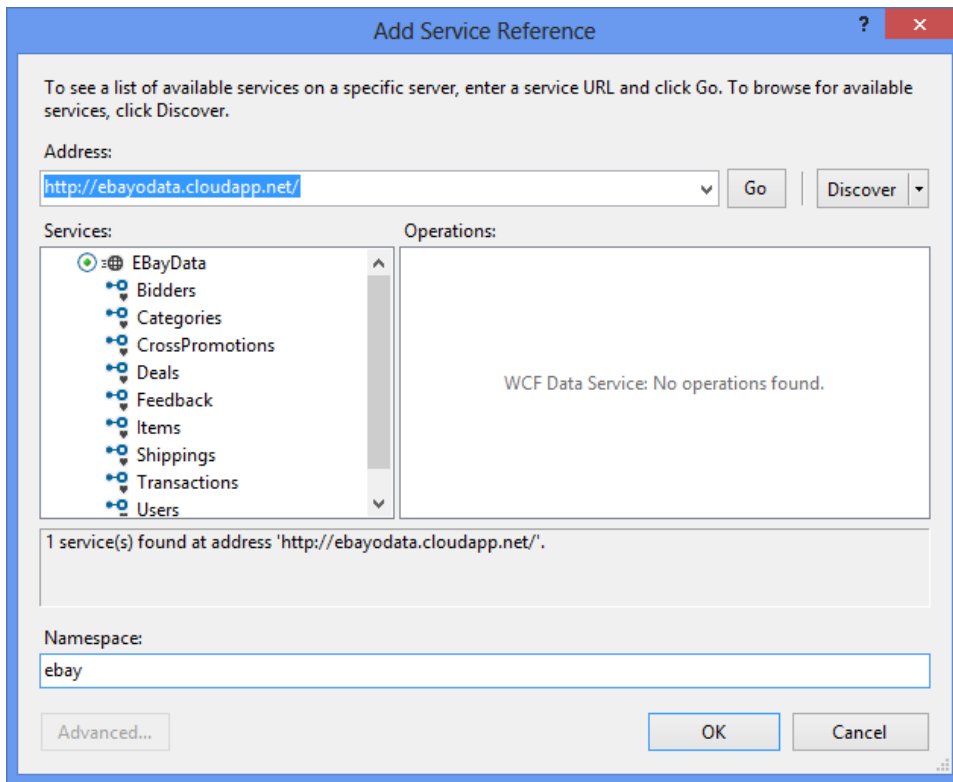 Add Service Reference
?
To see a list of available services on a specific server, enter a service URL and click Go. To browse for available
services, click Discover.
Address:
http://ebayodata.cloudapp.net/
Go
Discover
Services:
Operations:
EBayData
Bidders
Categories
CrossPromotions
Deals
Feedback
Items
Shippings
Transactions
Users
WCF Data Service: No operations found.
1 service(s) found at address 'http://ebayodata.cloudapp.net/'.
Namespace:
ebay
Advanced...
OK
Cancel